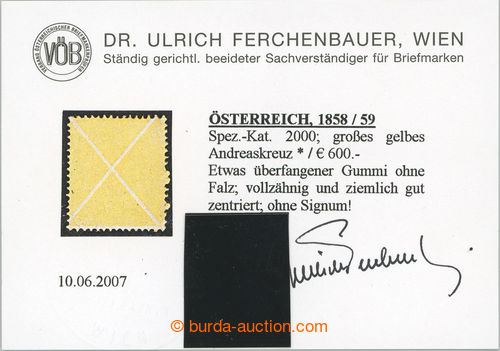 VERBAND ÖSTERREICHISCHER BRIEFMARKENHÄNDLER
VÖB
DR. ULRICH FERCHENBAUER, WIEN
Ständig gerichtl. beeideter Sachverständiger für Briefmarken
ÖSTERREICH, 1858 / 59
Spez.-Kat. 2000; großes gelbes
Andreaskreuz * / € 600.-
Etwas überfangener Gummi ohne
Falz; vollzähnig und ziemlich gut
zentriert; ohne Signum!
10.06.2007
© burda-auction.com